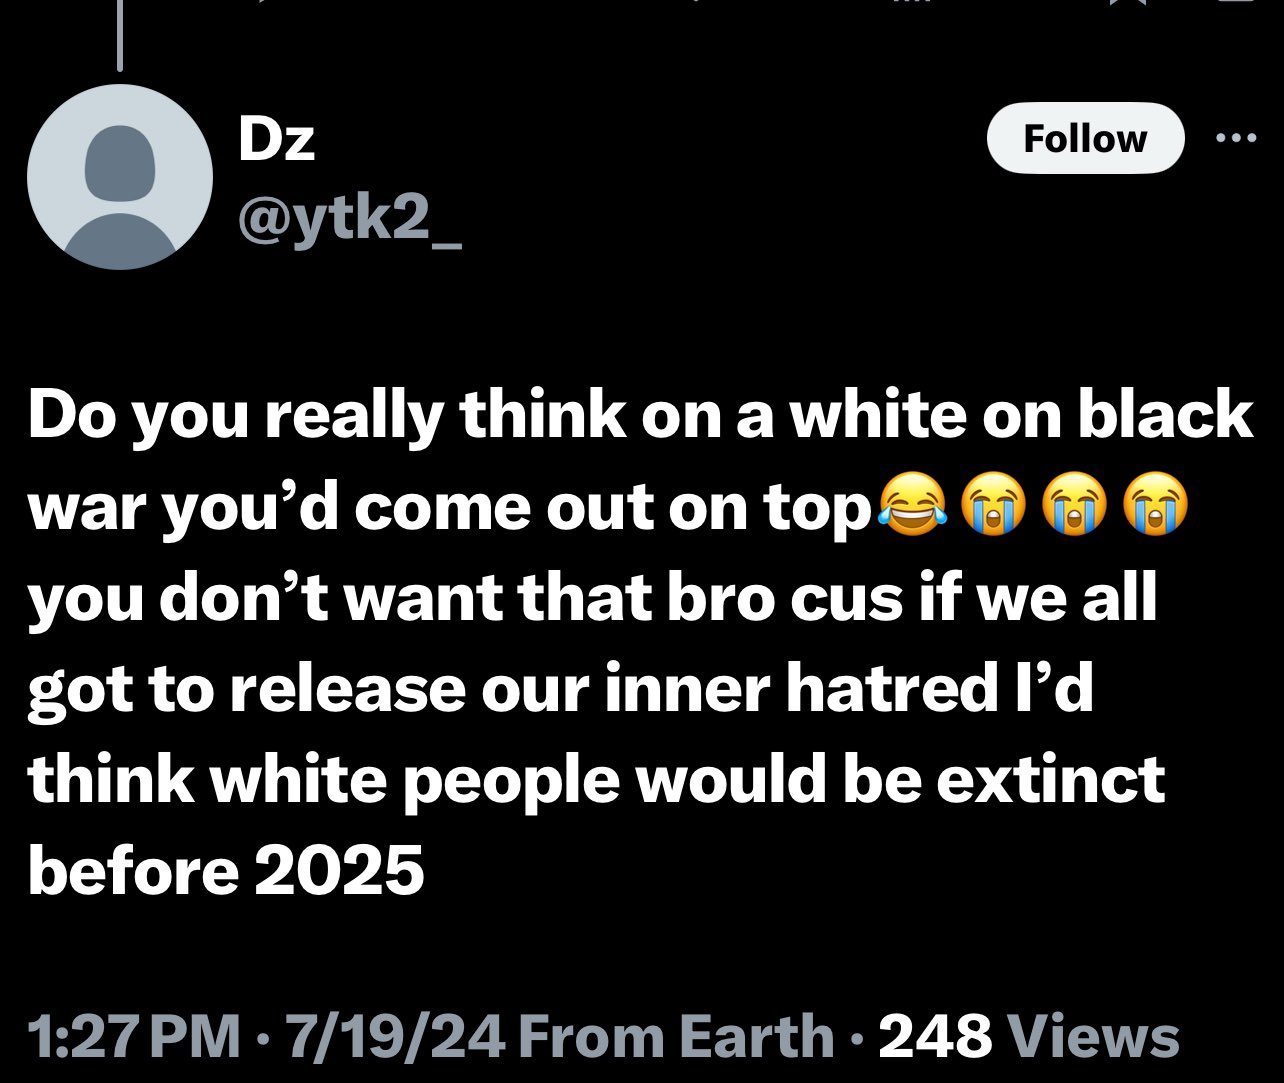 Dz
Follow
@ytk2_
Do you really think on a white on black
war you’d come out on top😂😭😭😭
you don’t want that bro cus if we all
got to release our inner hatred I’d
think white people would be extinct
before 2025
1:27 PM · 7/19/24 From Earth · 248 Views